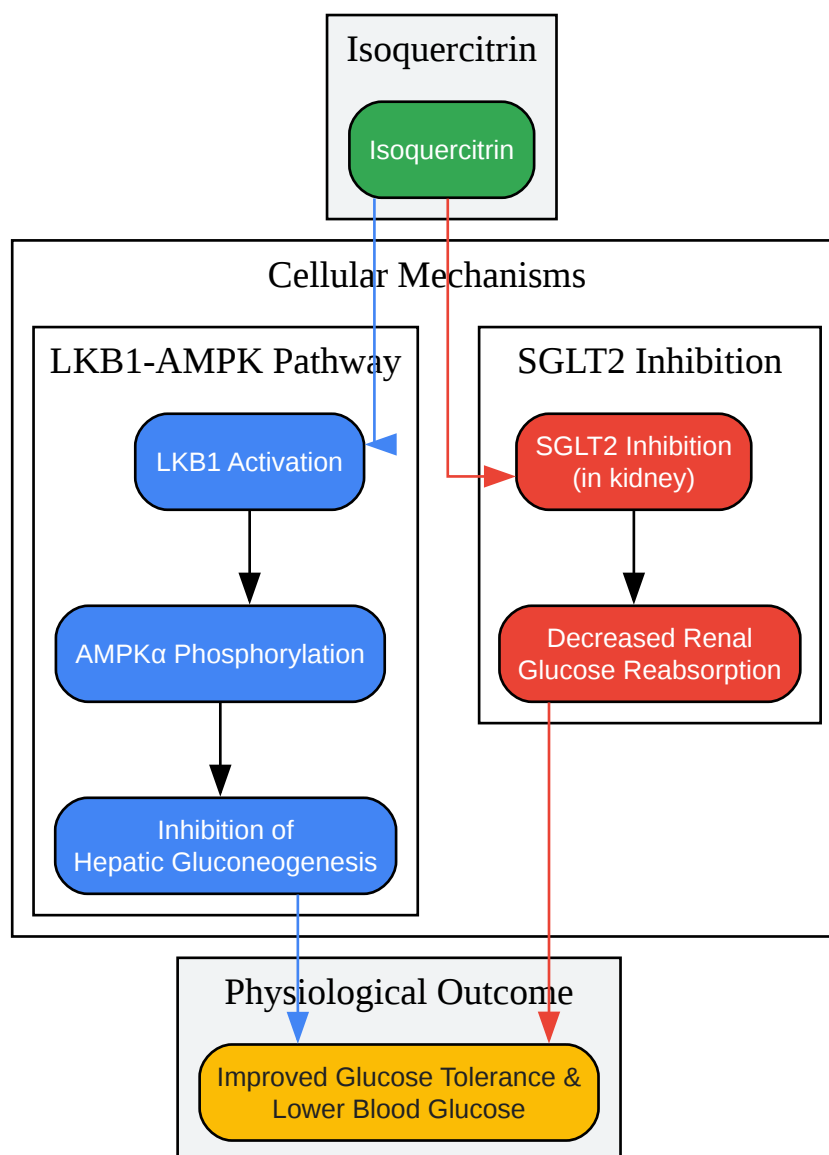 Isoquercitrin
Isoquercitrin
Cellular Mechanisms
LKB1-AMPK Pathway
LKB1 Activation
AMPKα Phosphorylation
Inhibition of
Hepatic Gluconeogenesis
SGLT2 Inhibition
SGLT2 Inhibition
(in kidney)
Decreased Renal
Glucose Reabsorption
Physiological Outcome
Improved Glucose Tolerance &
Lower Blood Glucose